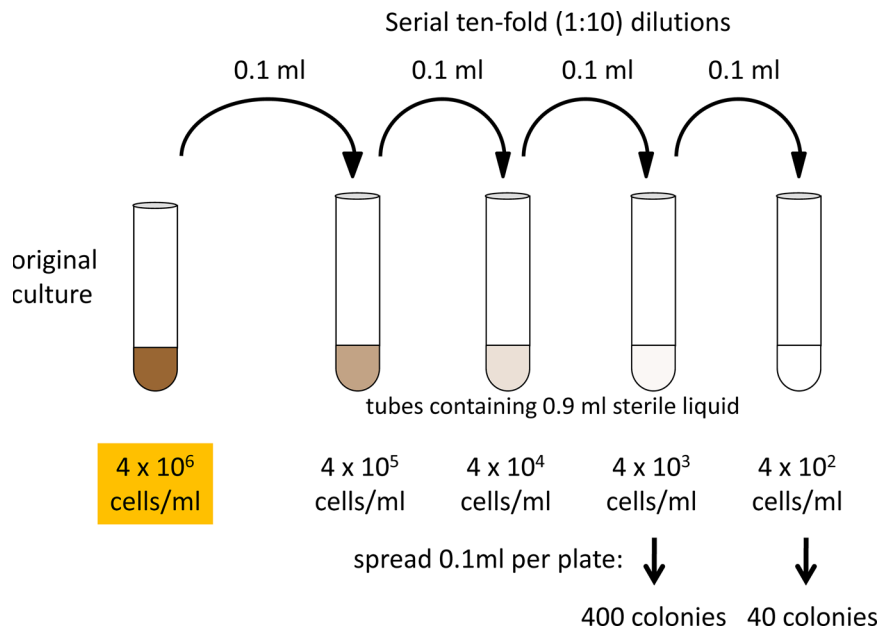 Serial ten-fold (1:10) dilutions
0.1 ml 0.1 ml 0.1 ml 0.1 ml
original
culture
tubes containing 0.9 ml sterile liquid
4 x 10⁶ 4 x 10⁵ 4 x 10⁴ 4 x 10³ 4 x 10²
cells/ml cells/ml cells/ml cells/ml cells/ml
spread 0.1ml per plate:
400 colonies 40 colonies